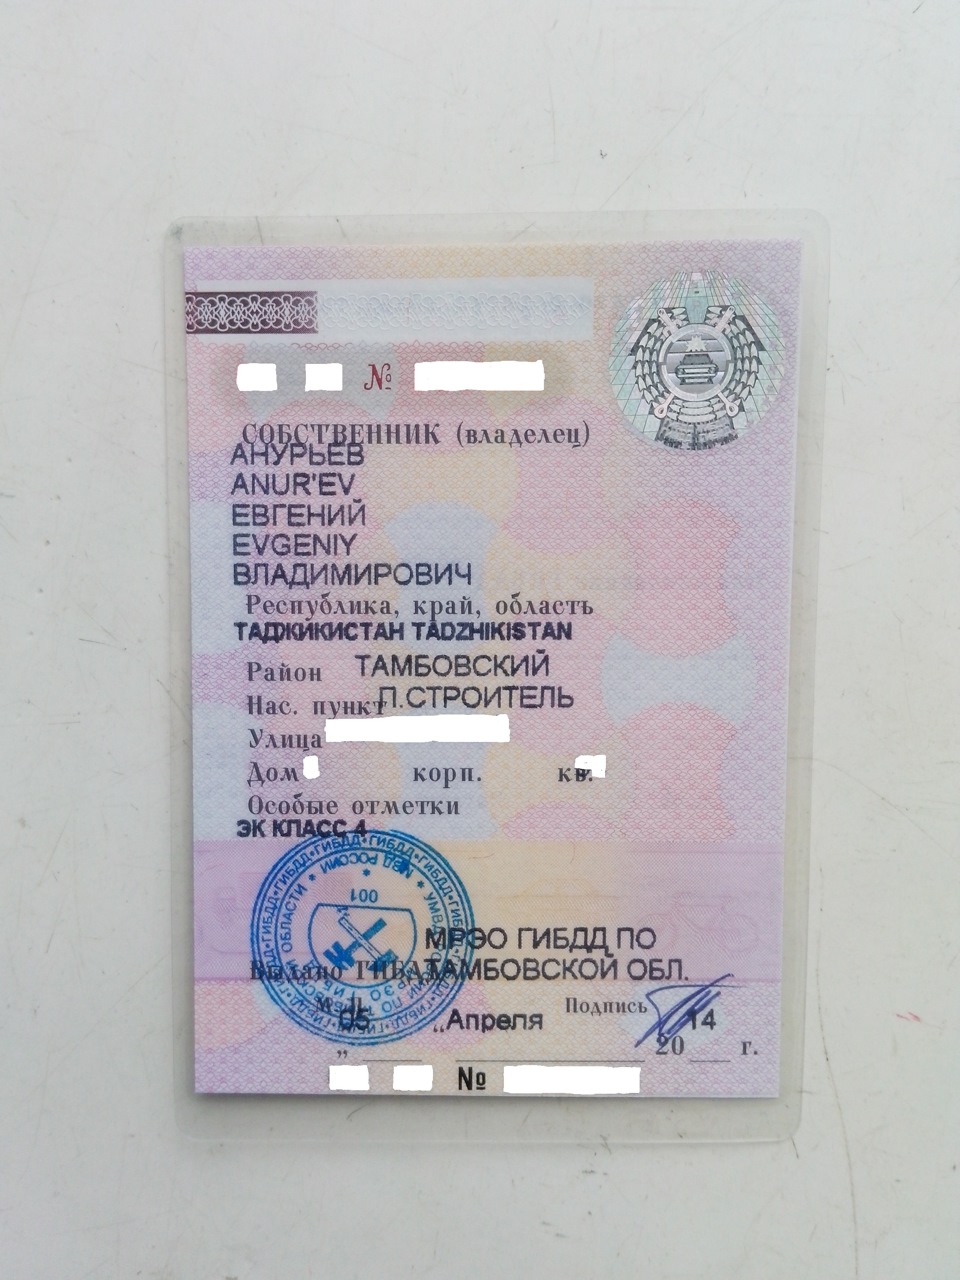 №
СОБСТВЕННИК (владелец)
АНУРЬЕВ
ANUR'EV
ЕВГЕНИЙ
EVGENIY
ВЛАДИМИРОВИЧ
Республика, край, область
ТАДЖИКИСТАН TADZHIKISTAN
Район ТАМБОВСКИЙ
Нас. пункт П.СТРОИТЕЛЬ
Улица
Дом корп. кв.
Особые отметки
ЭК КЛАСС 4
001
МРЭО ГИБДД ПО
Выдано ГИБДД ТАМБОВСКОЙ ОБЛ.
М.П. Подпись
05 „Апреля 14
” 20 г.
№